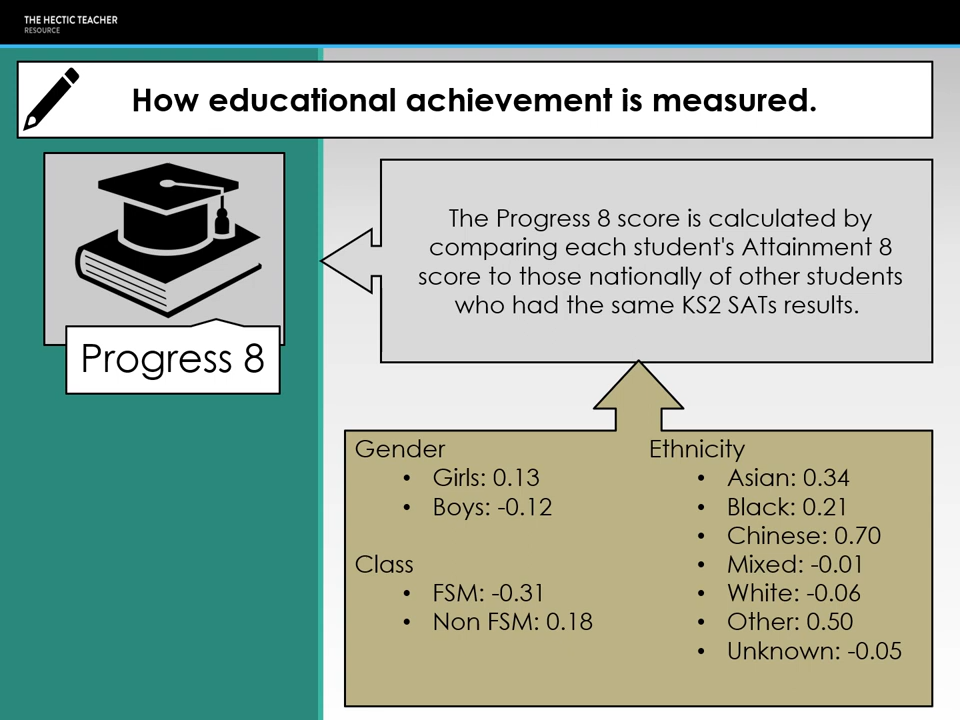 THE HECTIC TEACHER
RESOURCE
How educational achievement is measured.
Progress 8
The Progress 8 score is calculated by
comparing each student's Attainment 8
score to those nationally of other students
who had the same KS2 SATs results.
Gender
• Girls: 0.13
• Boys: -0.12
Class
• FSM: -0.31
• Non FSM: 0.18
Ethnicity
• Asian: 0.34
• Black: 0.21
• Chinese: 0.70
• Mixed: -0.01
• White: -0.06
• Other: 0.50
• Unknown: -0.05